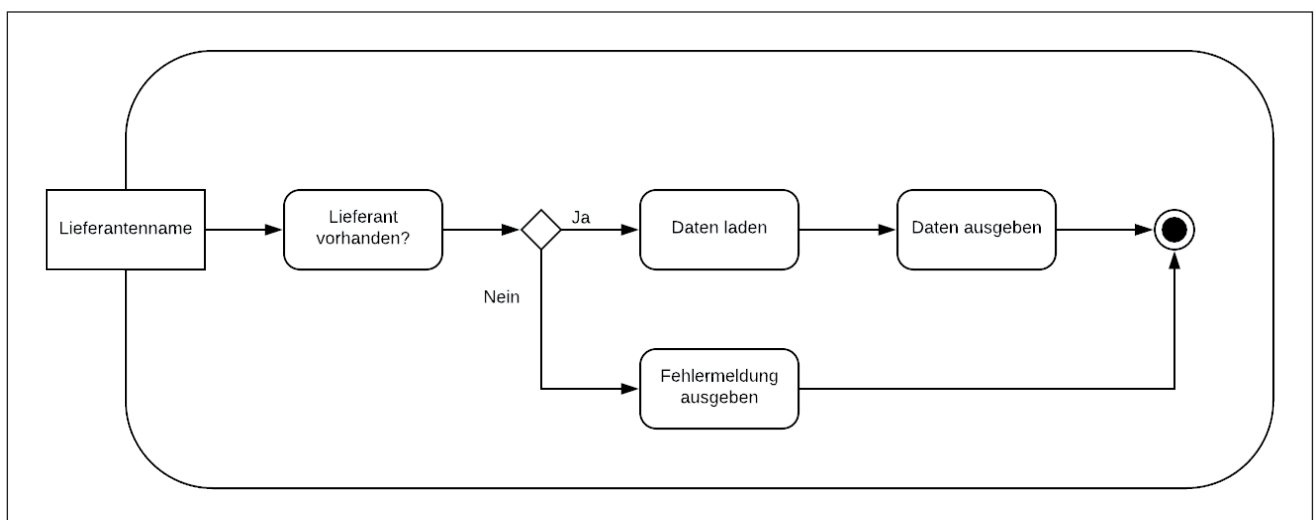 Lieferantenname
Lieferant
vorhanden?
Ja
Daten laden
Daten ausgeben
Nein
Fehlermeldung
ausgeben